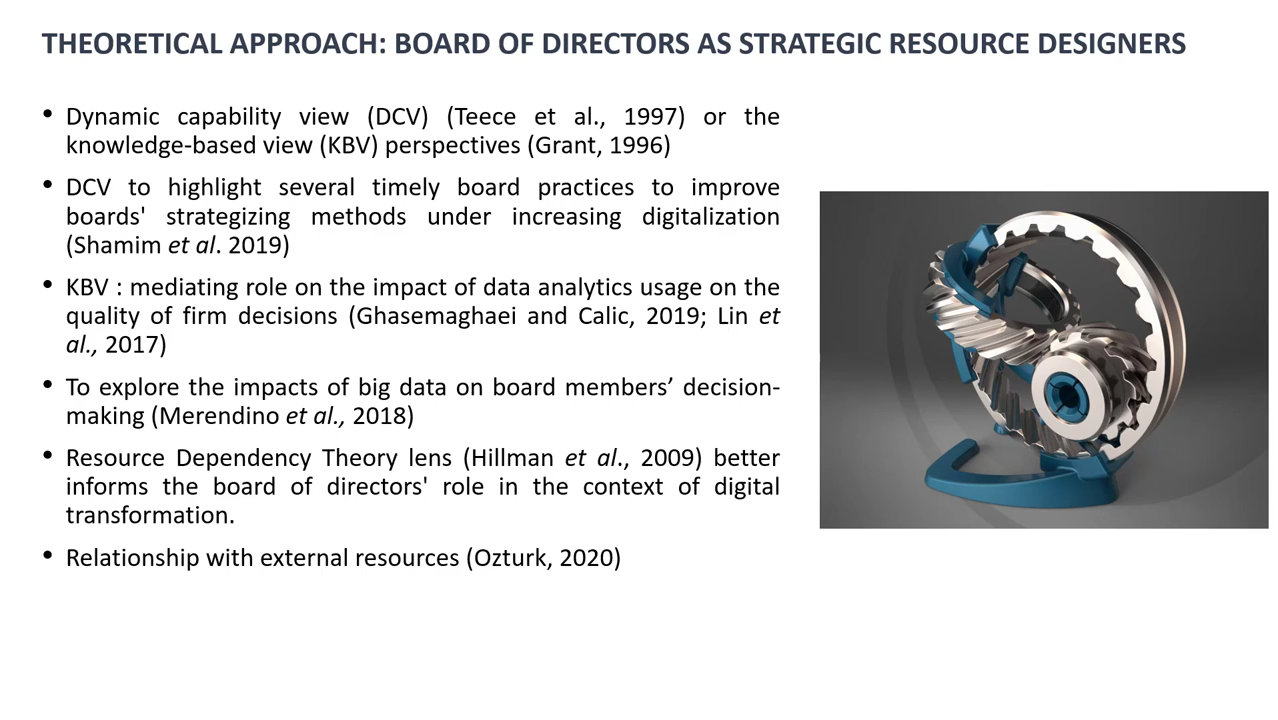 THEORETICAL APPROACH: BOARD OF DIRECTORS AS STRATEGIC RESOURCE DESIGNERS
• Dynamic capability view (DCV) (Teece et al., 1997) or the
knowledge-based view (KBV) perspectives (Grant, 1996)
• DCV to highlight several timely board practices to improve
boards' strategizing methods under increasing digitalization
(Shamim et al. 2019)
• KBV : mediating role on the impact of data analytics usage on the
quality of firm decisions (Ghasemaghaei and Calic, 2019; Lin et
al., 2017)
• To explore the impacts of big data on board members’ decision-
making (Merendino et al., 2018)
• Resource Dependency Theory lens (Hillman et al., 2009) better
informs the board of directors' role in the context of digital
transformation.
• Relationship with external resources (Ozturk, 2020)